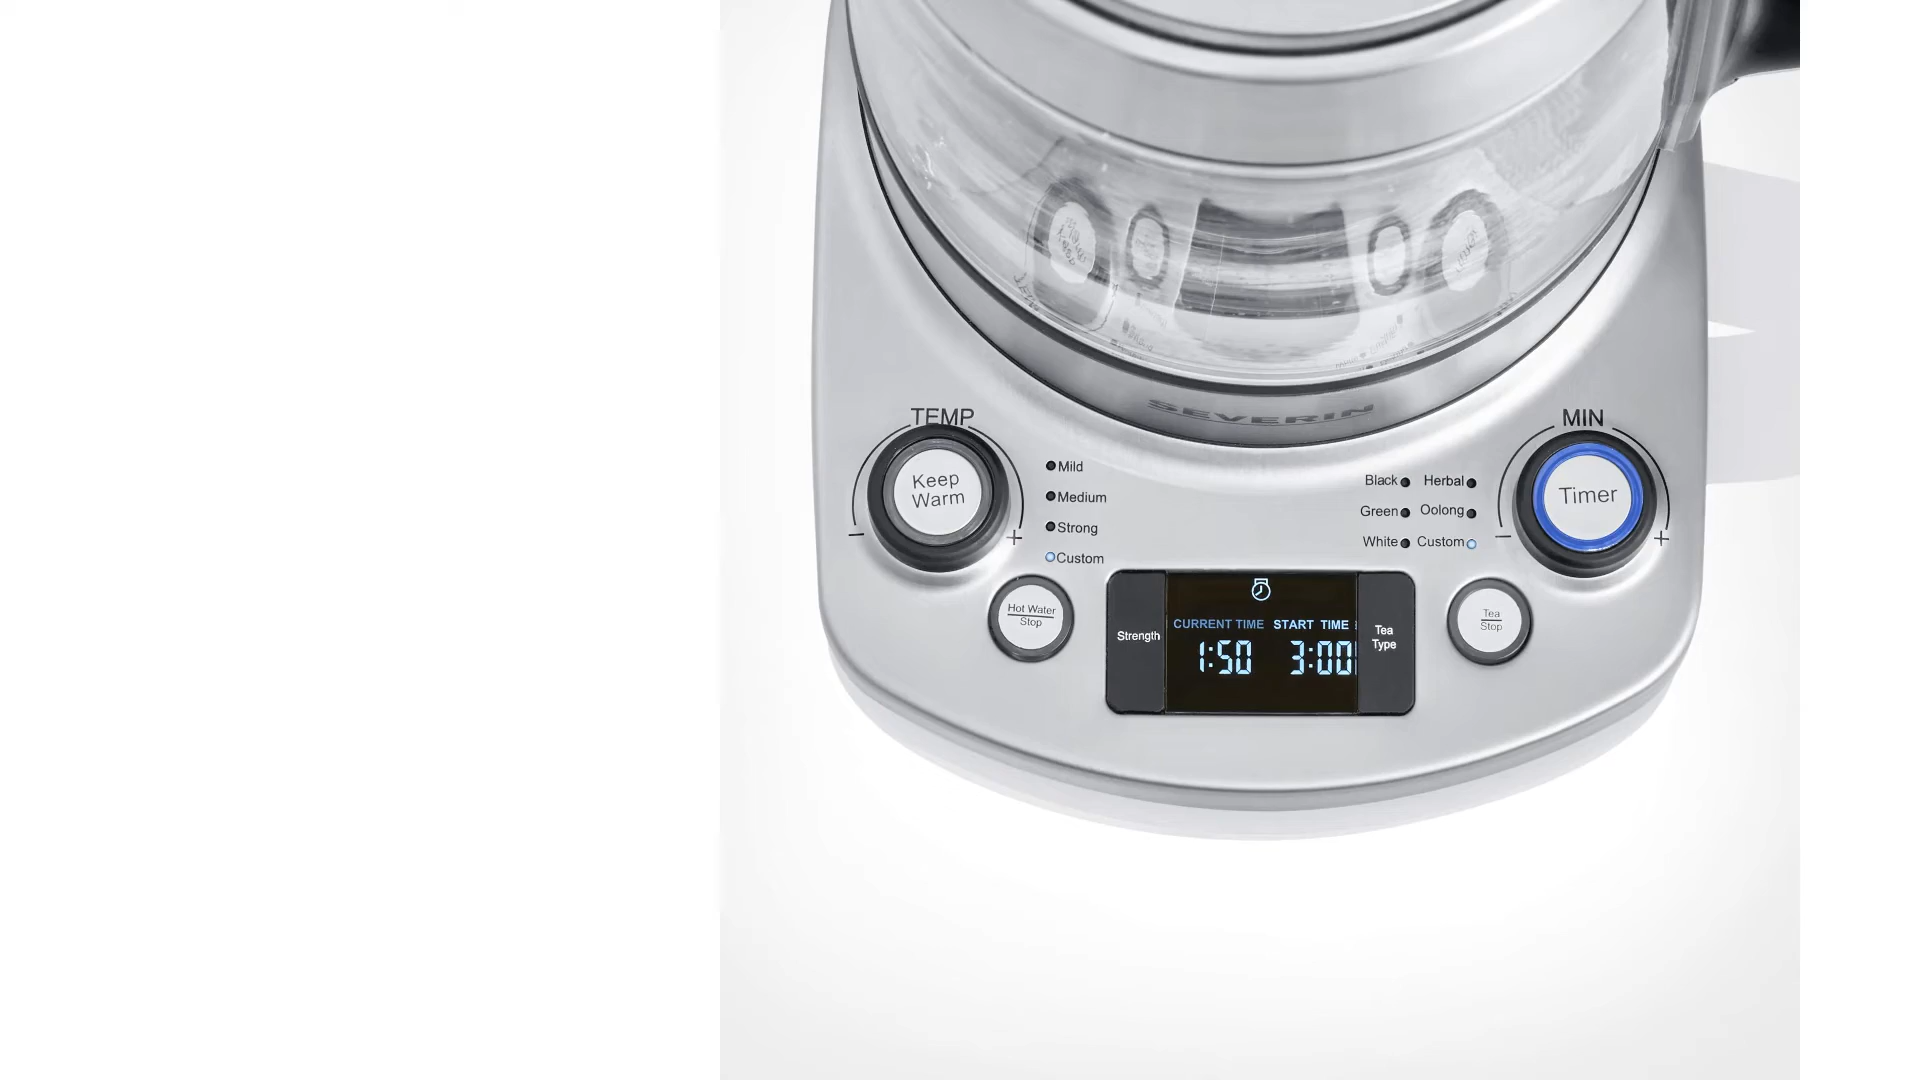 SEVERIN
TEMP
Keep
Warm
− +
Mild
Medium
Strong
Custom
Black Herbal
Green Oolong
White Custom
MIN
Timer
− +
Hot Water
Stop
Strength
CURRENT TIME START TIME
1:50 3:00
Tea
Type
Tea
Stop